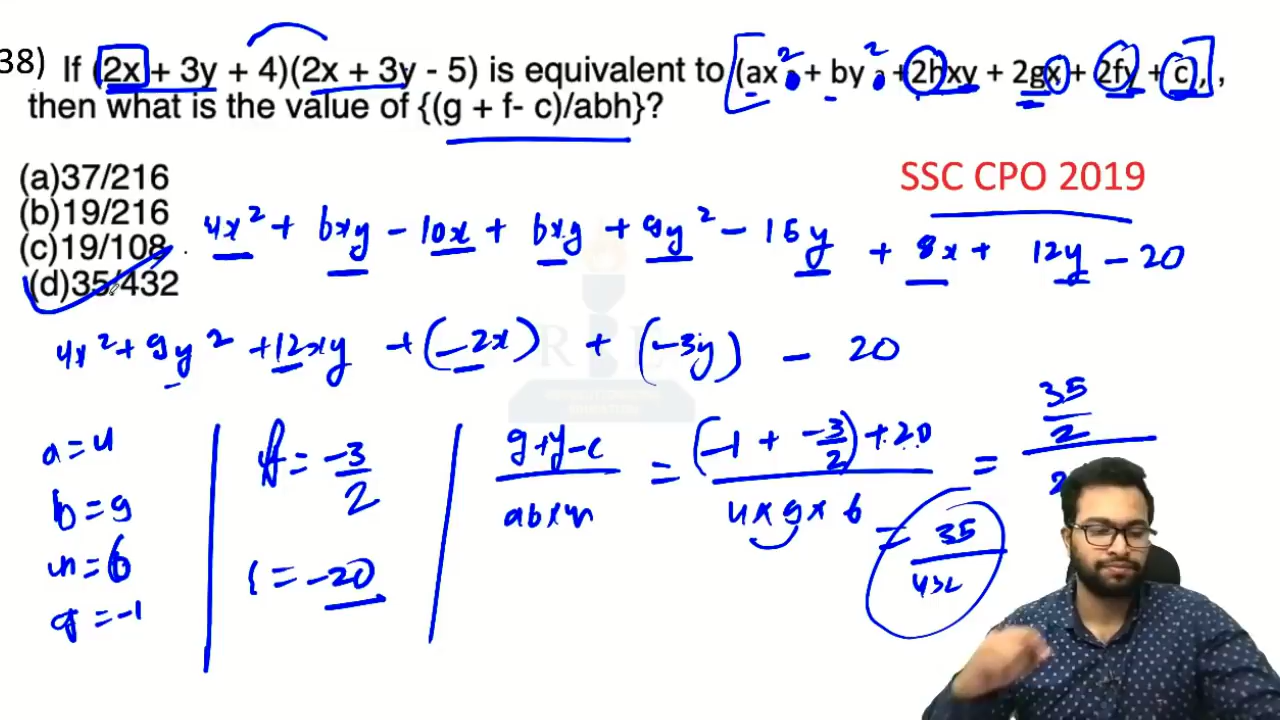 38) If (2x + 3y + 4)(2x + 3y - 5) is equivalent to (ax² + by² + 2hxy + 2gx + 2fy + c), ,
then what is the value of {(g + f- c)/abh}?
(a)37/216
(b)19/216
(c)19/108
(d)35/432
SSC CPO 2019
4x² + 6xy - 10x + 6xy + 9y² - 15y + 8x + 12y - 20
4x² + 9y² + 12xy + (-2x) + (-3y) - 20
a = 4
b = 9
h = 6
g = -1
f = -3/2
c = -20
g+f-c / ab×h = (-1 + -3/2) + 20 / 4 × 9 × 6 = 35/2
= 35/432